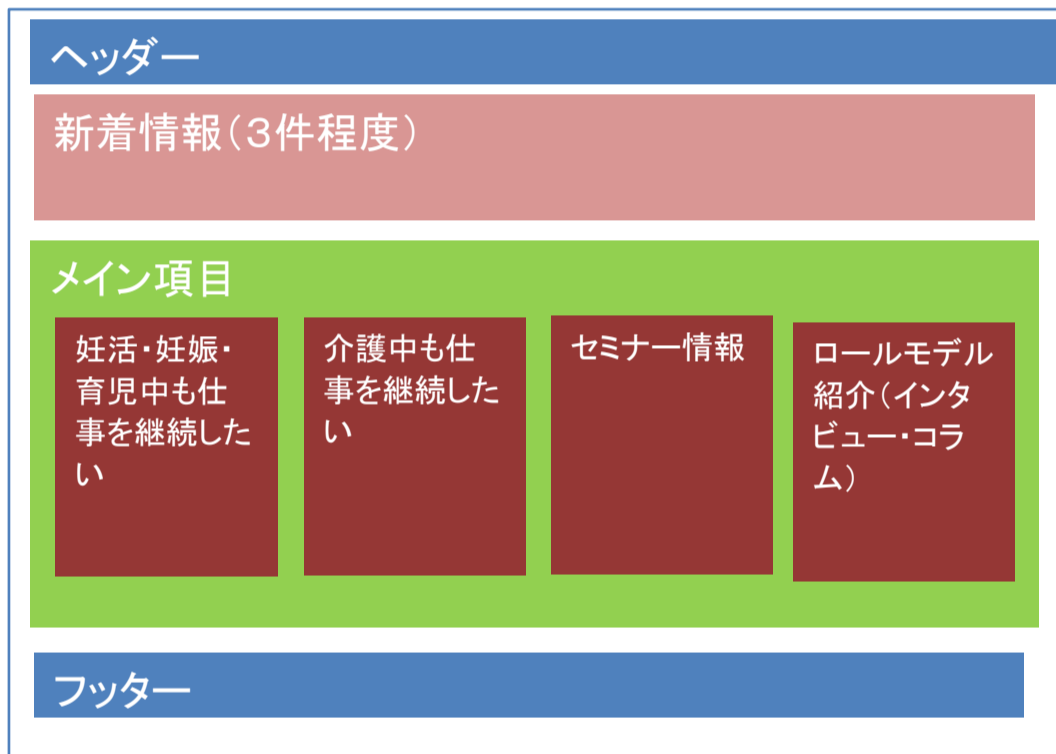 ヘッダー
新着情報（３件程度）
メイン項目
妊活・妊娠・
育児中も仕
事を継続した
い
介護中も仕
事を継続した
い
セミナー情報
ロールモデル
紹介（インタ
ビュー・コラ
ム）
フッター